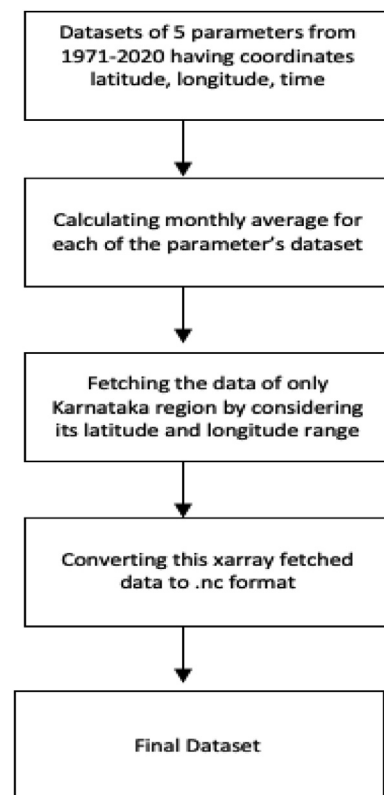 Datasets of 5 parameters from
1971-2020 having coordinates
latitude, longitude, time
Calculating monthly average for
each of the parameter's dataset
Fetching the data of only
Karnataka region by considering
its latitude and longitude range
Converting this xarray fetched
data to .nc format
Final Dataset